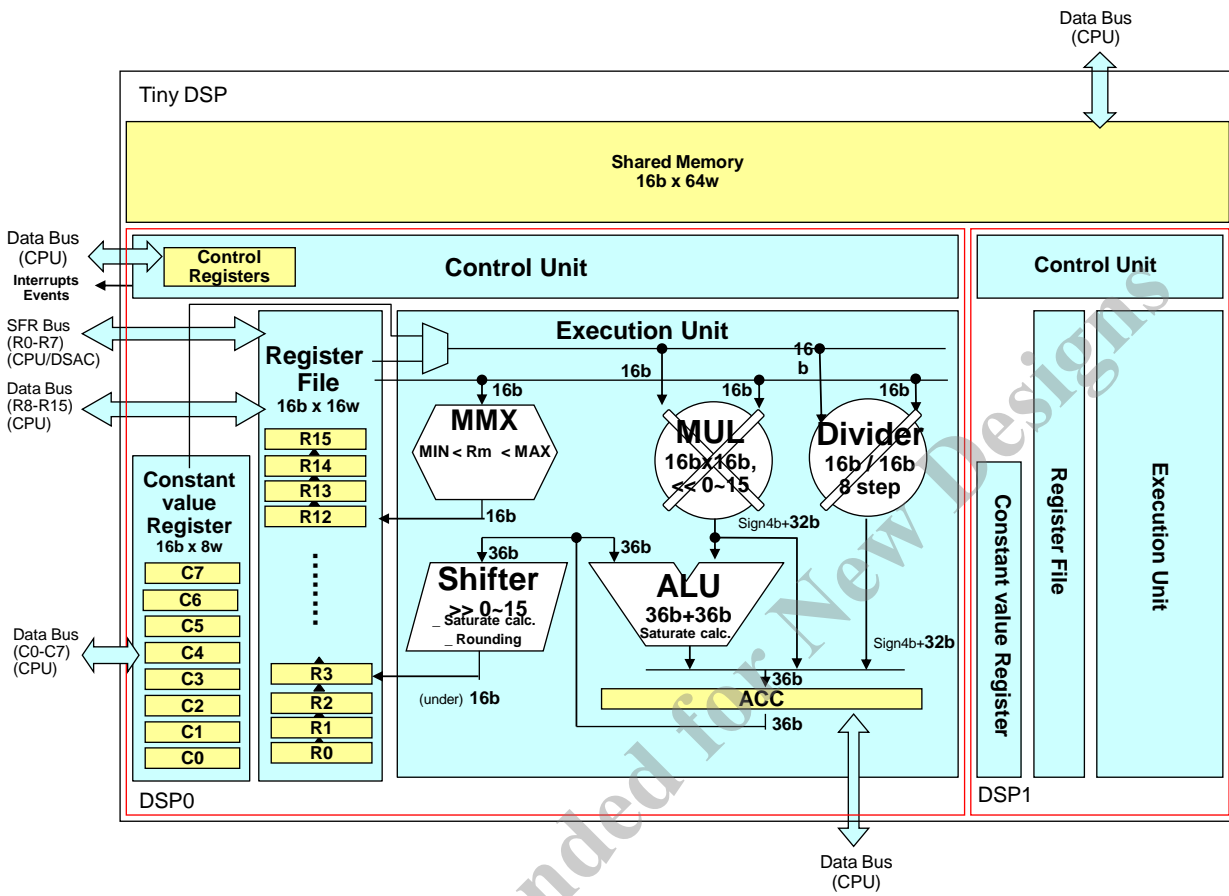 Data Bus
(CPU)
Tiny DSP
Shared Memory
16b x 64w
Data Bus
(CPU)
Control
Registers
Control Unit
Control Unit
Interrupts
Events
SFR Bus
(R0-R7)
(CPU/DSAC)
Data Bus
(R8-R15)
(CPU)
Register
File
16b x 16w
R15
R14
R13
R12
R3
R2
R1
R0
Constant
value
Register
16b x 8w
C7
C6
C5
C4
C3
C2
C1
C0
Data Bus
(C0-C7)
(CPU)
DSP0
Execution Unit
16b
16b
16b
16
b
16b
MMX
MIN < Rm < MAX
16b
MUL
16bx16b,
<< 0~15
Divider
16b / 16b
8 step
Sign4b+32b
36b
36b
Shifter
>> 0~15
_ Saturate calc.
_ Rounding
(under) 16b
ALU
36b+36b
Saturate calc.
Sign4b+32b
36b
ACC
36b
Data Bus
(CPU)
Constant value Register
Register File
Execution Unit
DSP1
nded for New Designs